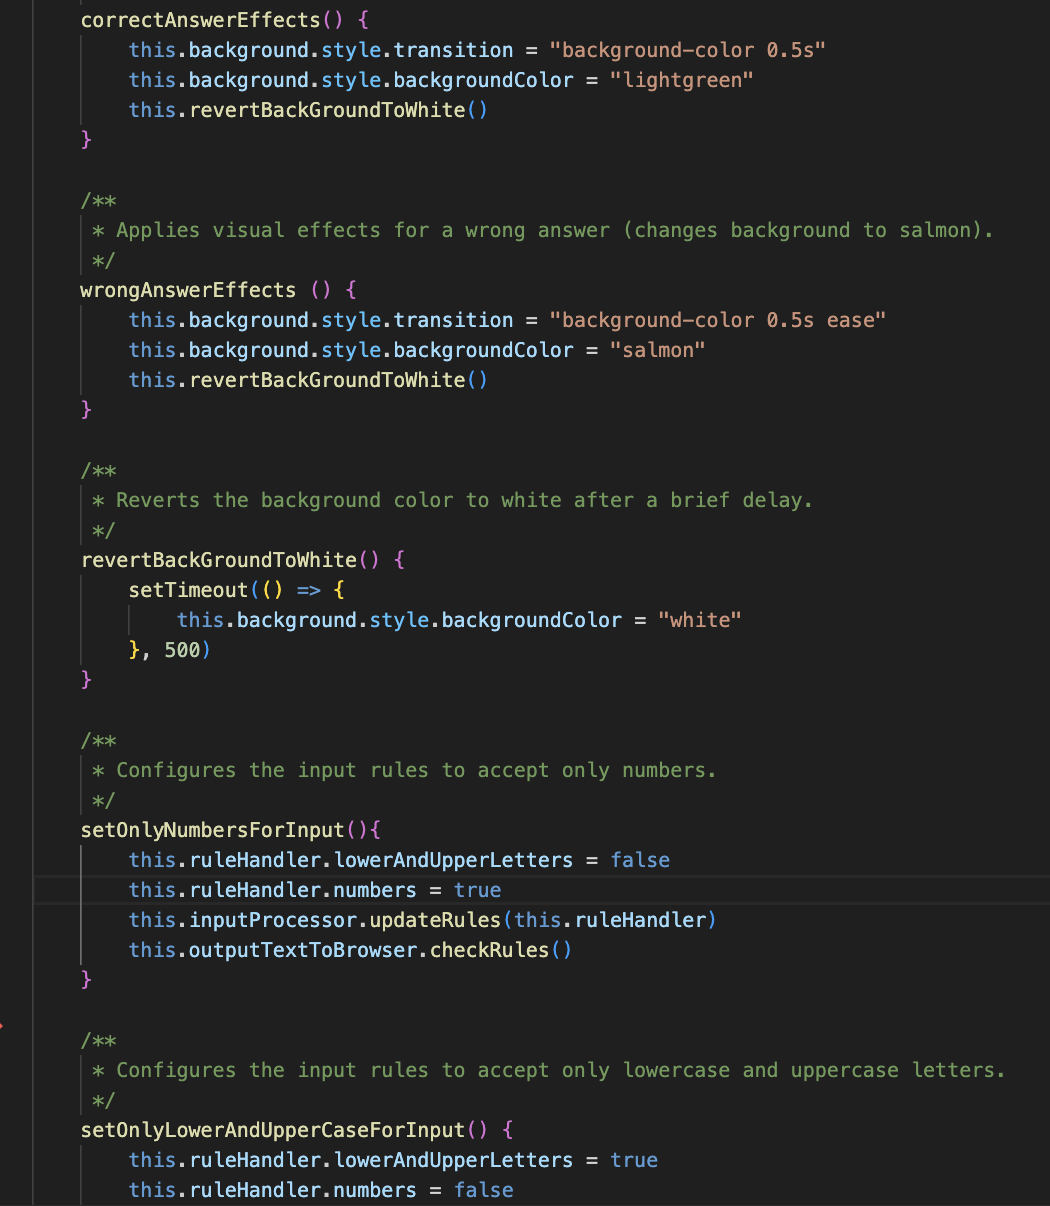 correctAnswerEffects() {
this.background.style.transition = "background-color 0.5s"
this.background.style.backgroundColor = "lightgreen"
this.revertBackGroundToWhite()
}
/**
* Applies visual effects for a wrong answer (changes background to salmon).
*/
wrongAnswerEffects () {
this.background.style.transition = "background-color 0.5s ease"
this.background.style.backgroundColor = "salmon"
this.revertBackGroundToWhite()
}
/**
* Reverts the background color to white after a brief delay.
*/
revertBackGroundToWhite() {
setTimeout(() => {
this.background.style.backgroundColor = "white"
}, 500)
}
/**
* Configures the input rules to accept only numbers.
*/
setOnlyNumbersForInput(){
this.ruleHandler.lowerAndUpperLetters = false
this.ruleHandler.numbers = true
this.inputProcessor.updateRules(this.ruleHandler)
this.outputTextToBrowser.checkRules()
}
/**
* Configures the input rules to accept only lowercase and uppercase letters.
*/
setOnlyLowerAndUpperCaseForInput() {
this.ruleHandler.lowerAndUpperLetters = true
this.ruleHandler.numbers = false